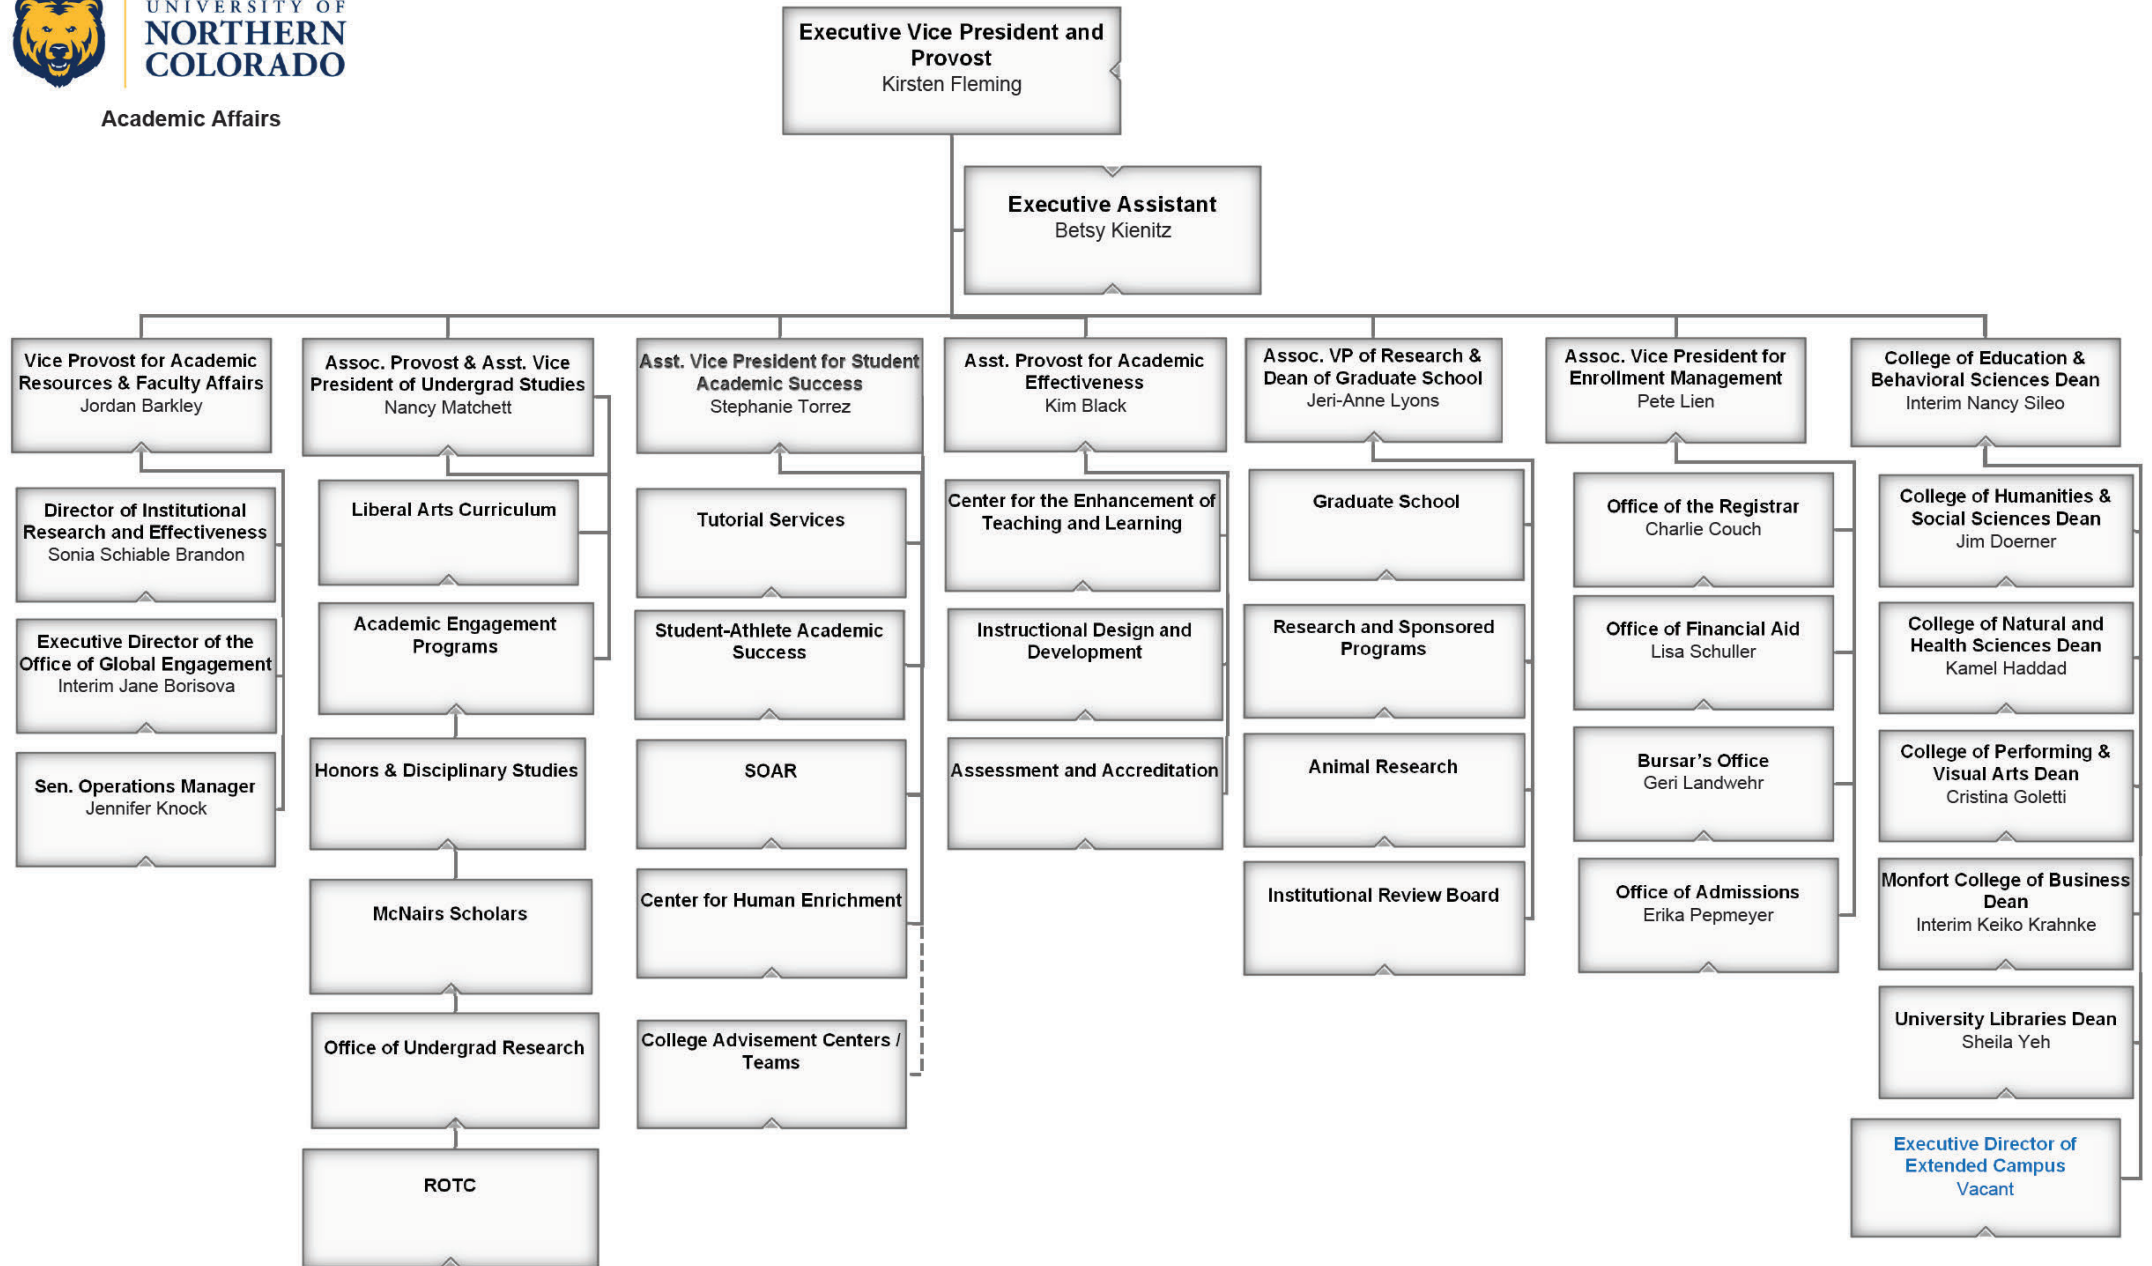 UNIVERSITY OF
NORTHERN
COLORADO
Academic Affairs
Executive Vice President and
Provost
Kirsten Fleming
Executive Assistant
Betsy Kienitz
Vice Provost for Academic
Resources & Faculty Affairs
Jordan Barkley
Director of Institutional
Research and Effectiveness
Sonia Schiable Brandon
Executive Director of the
Office of Global Engagement
Interim Jane Borisova
Sen. Operations Manager
Jennifer Knock
Assoc. Provost & Asst. Vice
President of Undergrad Studies
Nancy Matchett
Liberal Arts Curriculum
Academic Engagement
Programs
Honors & Disciplinary Studies
McNairs Scholars
Office of Undergrad Research
ROTC
Asst. Vice President for Student
Academic Success
Stephanie Torrez
Tutorial Services
Student-Athlete Academic
Success
SOAR
Center for Human Enrichment
College Advisement Centers /
Teams
Asst. Provost for Academic
Effectiveness
Kim Black
Center for the Enhancement of
Teaching and Learning
Instructional Design and
Development
Assessment and Accreditation
Assoc. VP of Research &
Dean of Graduate School
Jeri-Anne Lyons
Graduate School
Research and Sponsored
Programs
Animal Research
Institutional Review Board
Assoc. Vice President for
Enrollment Management
Pete Lien
Office of the Registrar
Charlie Couch
Office of Financial Aid
Lisa Schuller
Bursar's Office
Geri Landwehr
Office of Admissions
Erika Pepmeyer
College of Education &
Behavioral Sciences Dean
Interim Nancy Sileo
College of Humanities &
Social Sciences Dean
Jim Doerner
College of Natural and
Health Sciences Dean
Kamel Haddad
College of Performing &
Visual Arts Dean
Cristina Goletti
Monfort College of Business
Dean
Interim Keiko Krahnke
University Libraries Dean
Sheila Yeh
Executive Director of
Extended Campus
Vacant